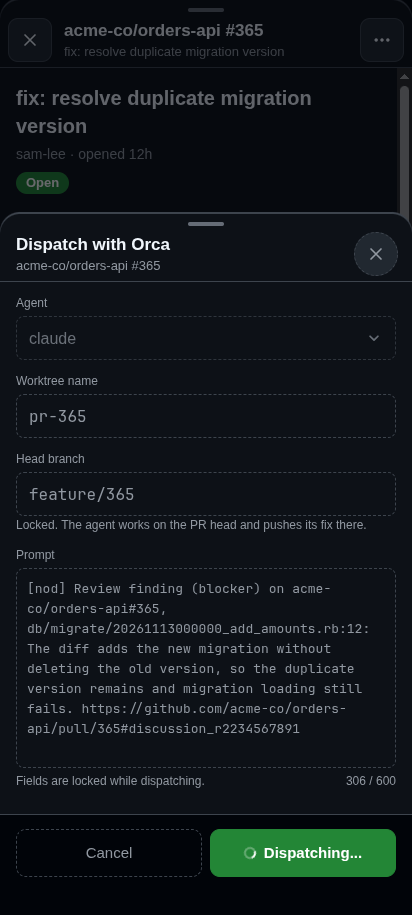 acme-co/orders-api #365
fix: resolve duplicate migration version
fix: resolve duplicate migration
version
sam-lee · opened 12h
Open
Dispatch with Orca
acme-co/orders-api #365
Agent
claude
Worktree name
pr-365
Head branch
feature/365
Locked. The agent works on the PR head and pushes its fix there.
Prompt
[nod] Review finding (blocker) on acme-
co/orders-api#365,
db/migrate/20261113000000_add_amounts.rb:12:
The diff adds the new migration without
deleting the old version, so the duplicate
version remains and migration loading still
fails. https://github.com/acme-co/orders-
api/pull/365#discussion_r2234567891
Fields are locked while dispatching.
306 / 600
Cancel
Dispatching...